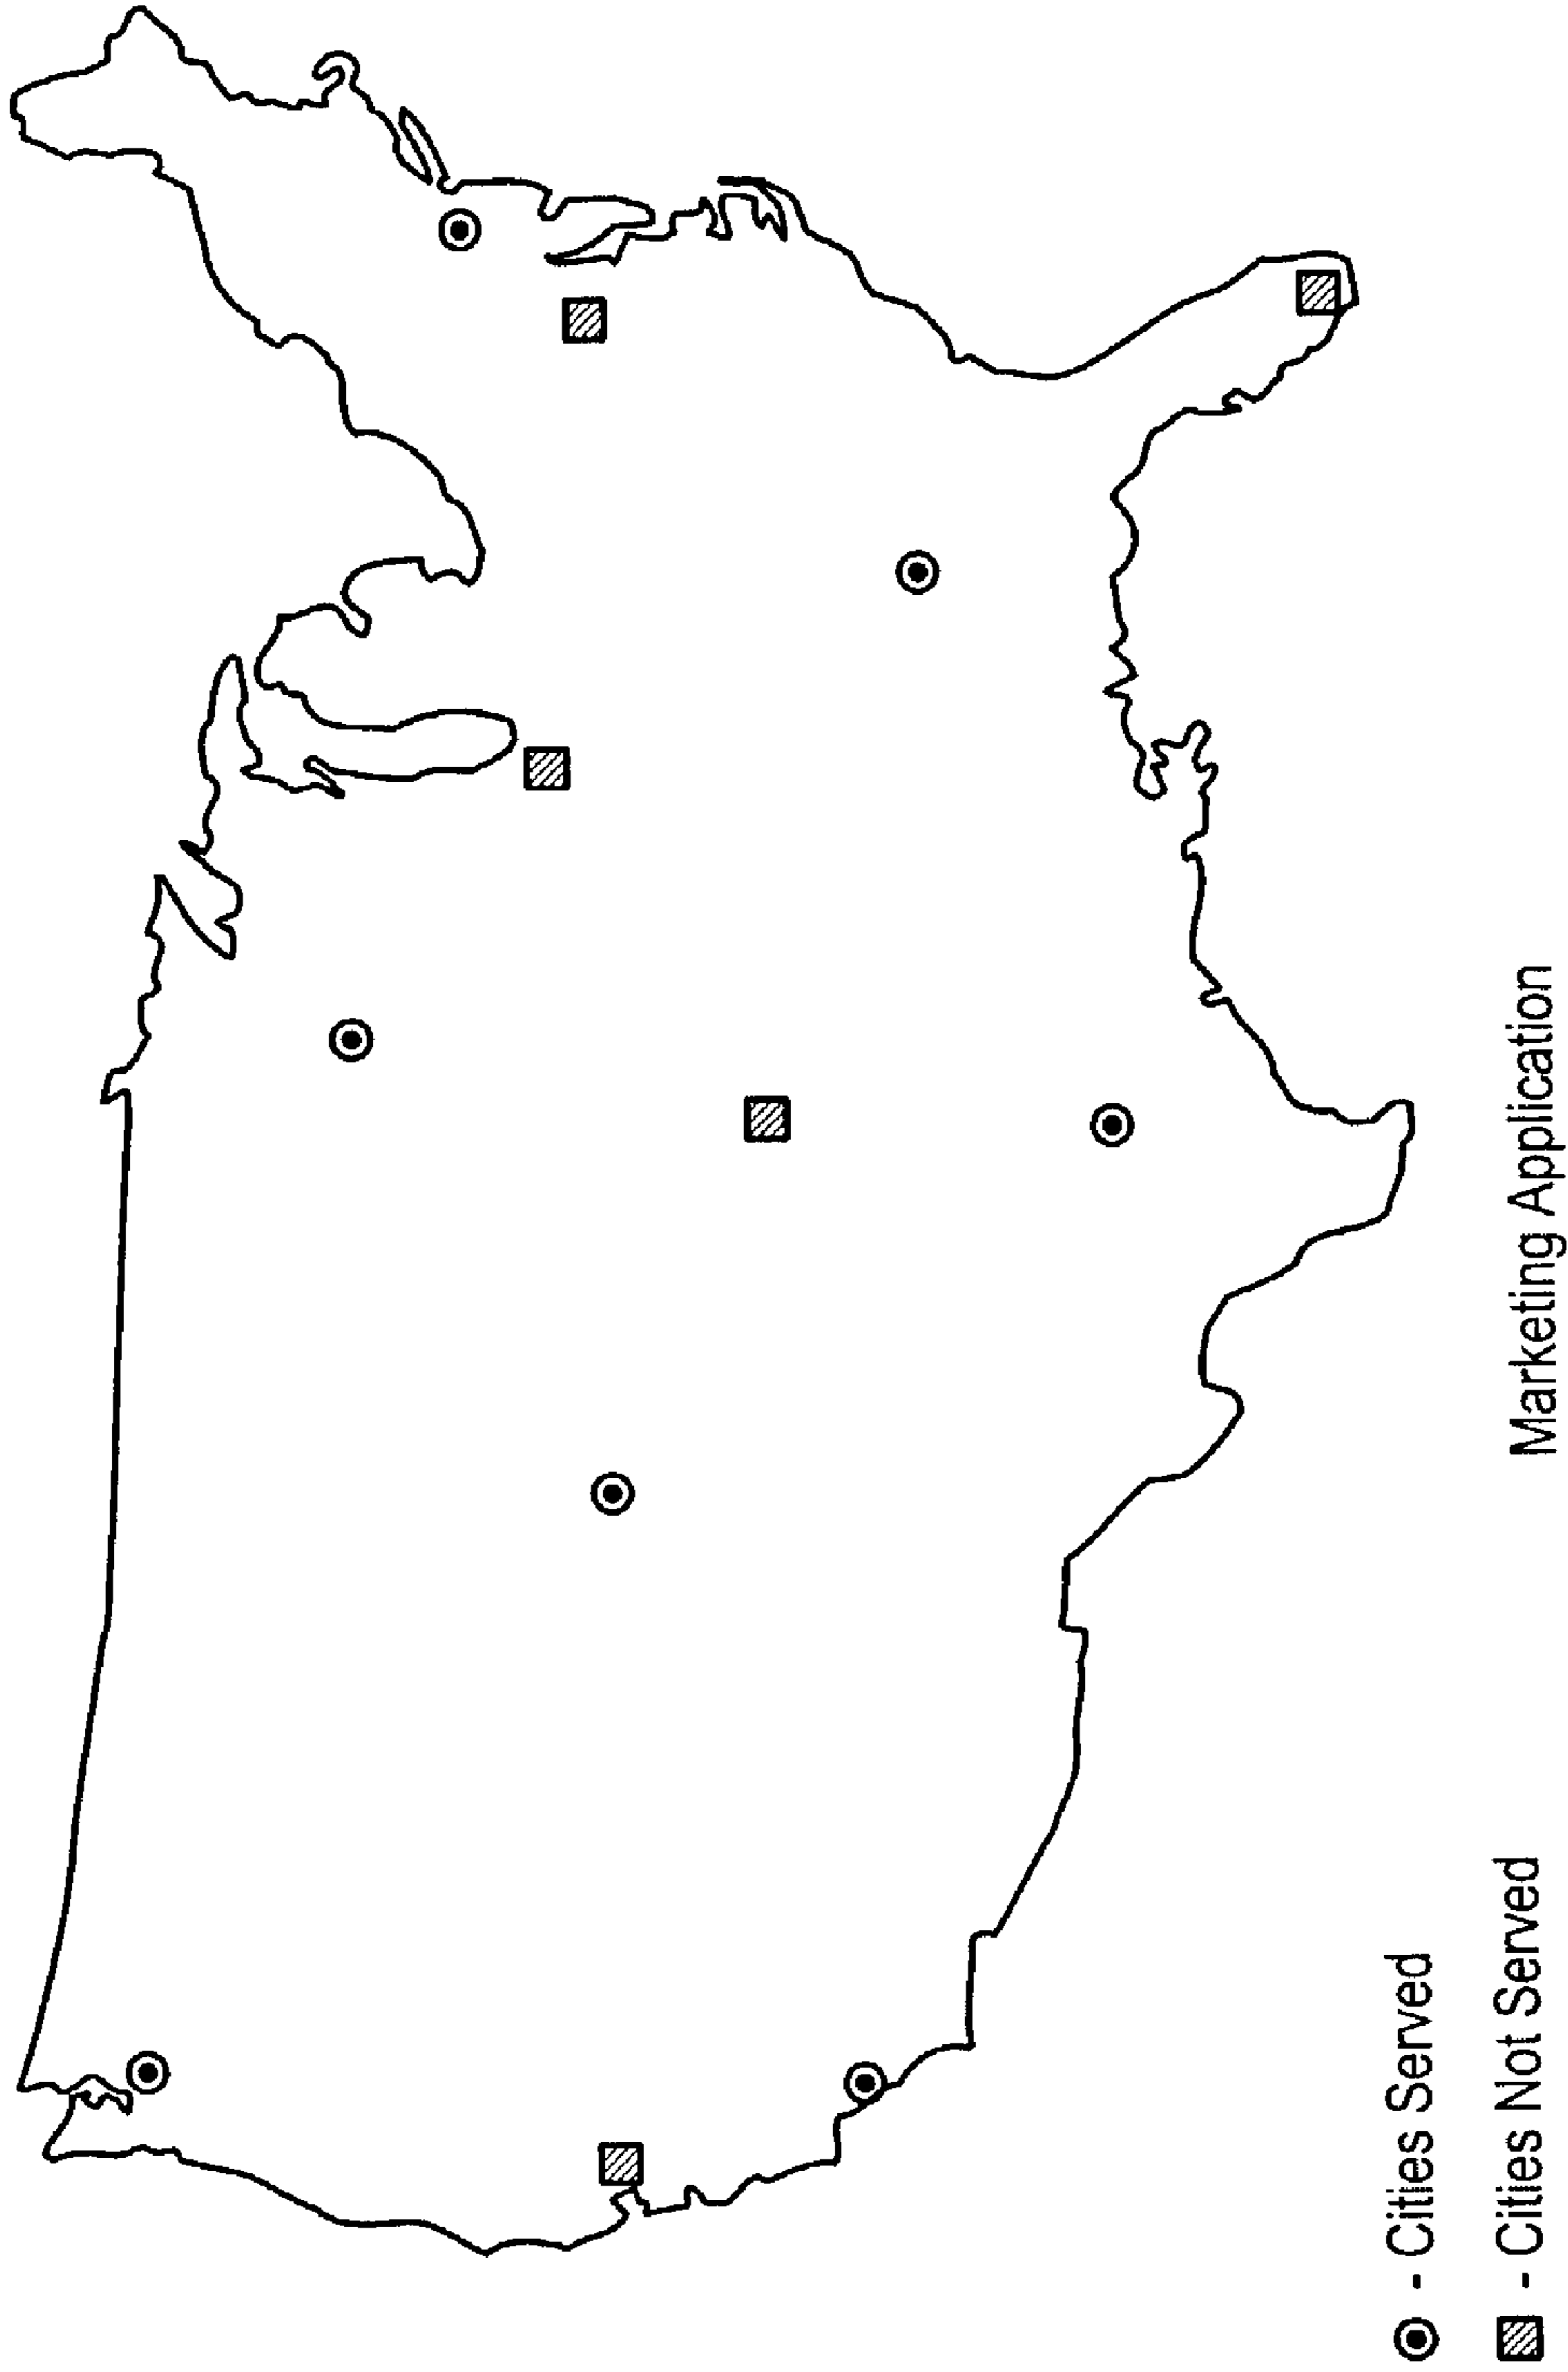 - Cities Served
- Cities Not Served
Marketing Application